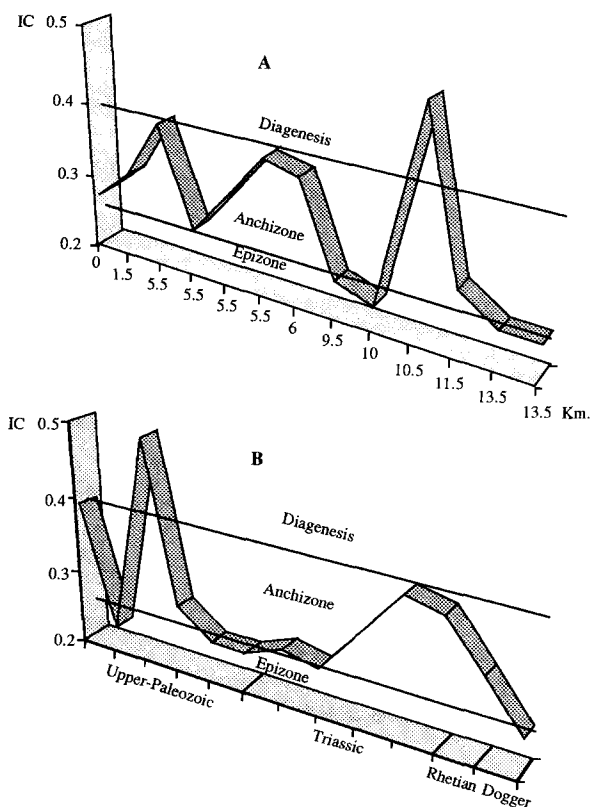 IC 0.5
A
0.4
Diagenesis
0.3
Anchizone
0.2
Epizone
0
1.5
5.5
5.5
5.5
5.5
6
9.5
10
10.5
11.5
13.5
13.5 Km.
IC 0.5
B
0.4
Diagenesis
0.3
Anchizone
0.2
Epizone
Upper-Paleozoic
Triassic
Rhetian Dogger